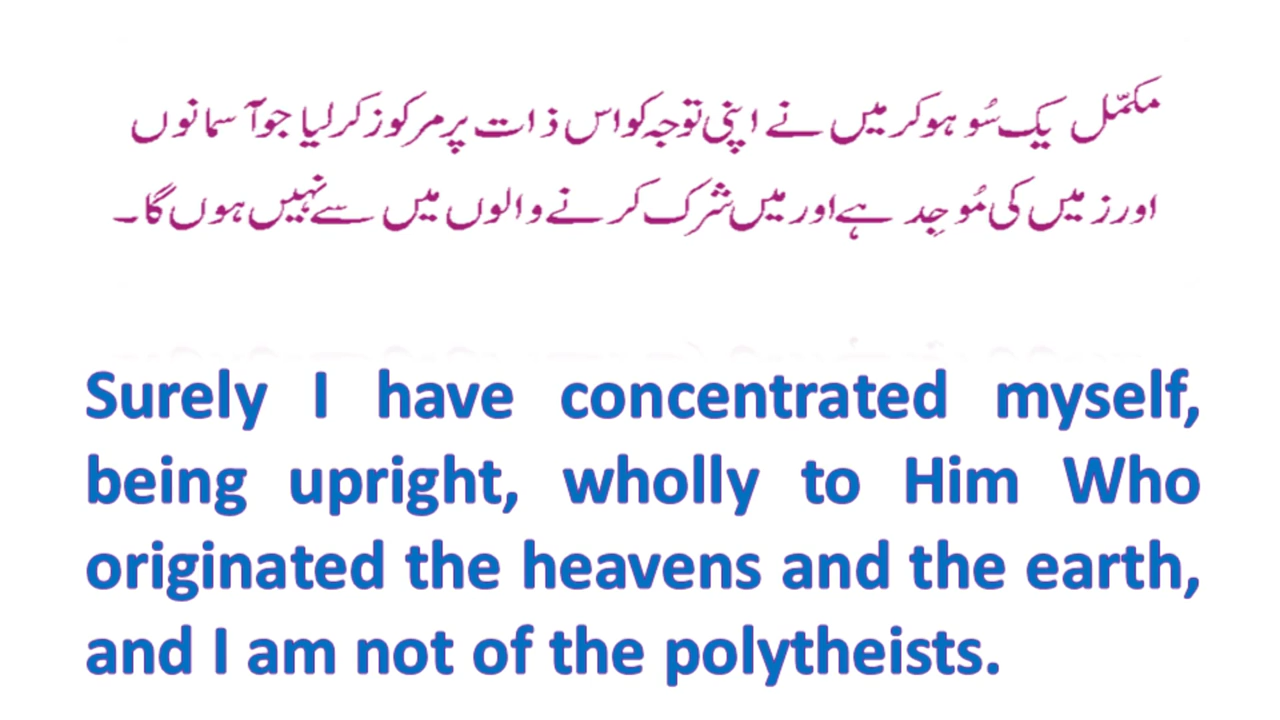 مکمّل یک سُو ہوکر میں نے اپنی توجہ کو اس ذات پر مرکوز کرلیا جو آسمانوں
اور زمیں کی مُوجِد ہے اور میں شرک کرنے والوں میں سے نہیں ہوں گا۔
Surely I have concentrated myself,
being upright, wholly to Him Who
originated the heavens and the earth,
and I am not of the polytheists.